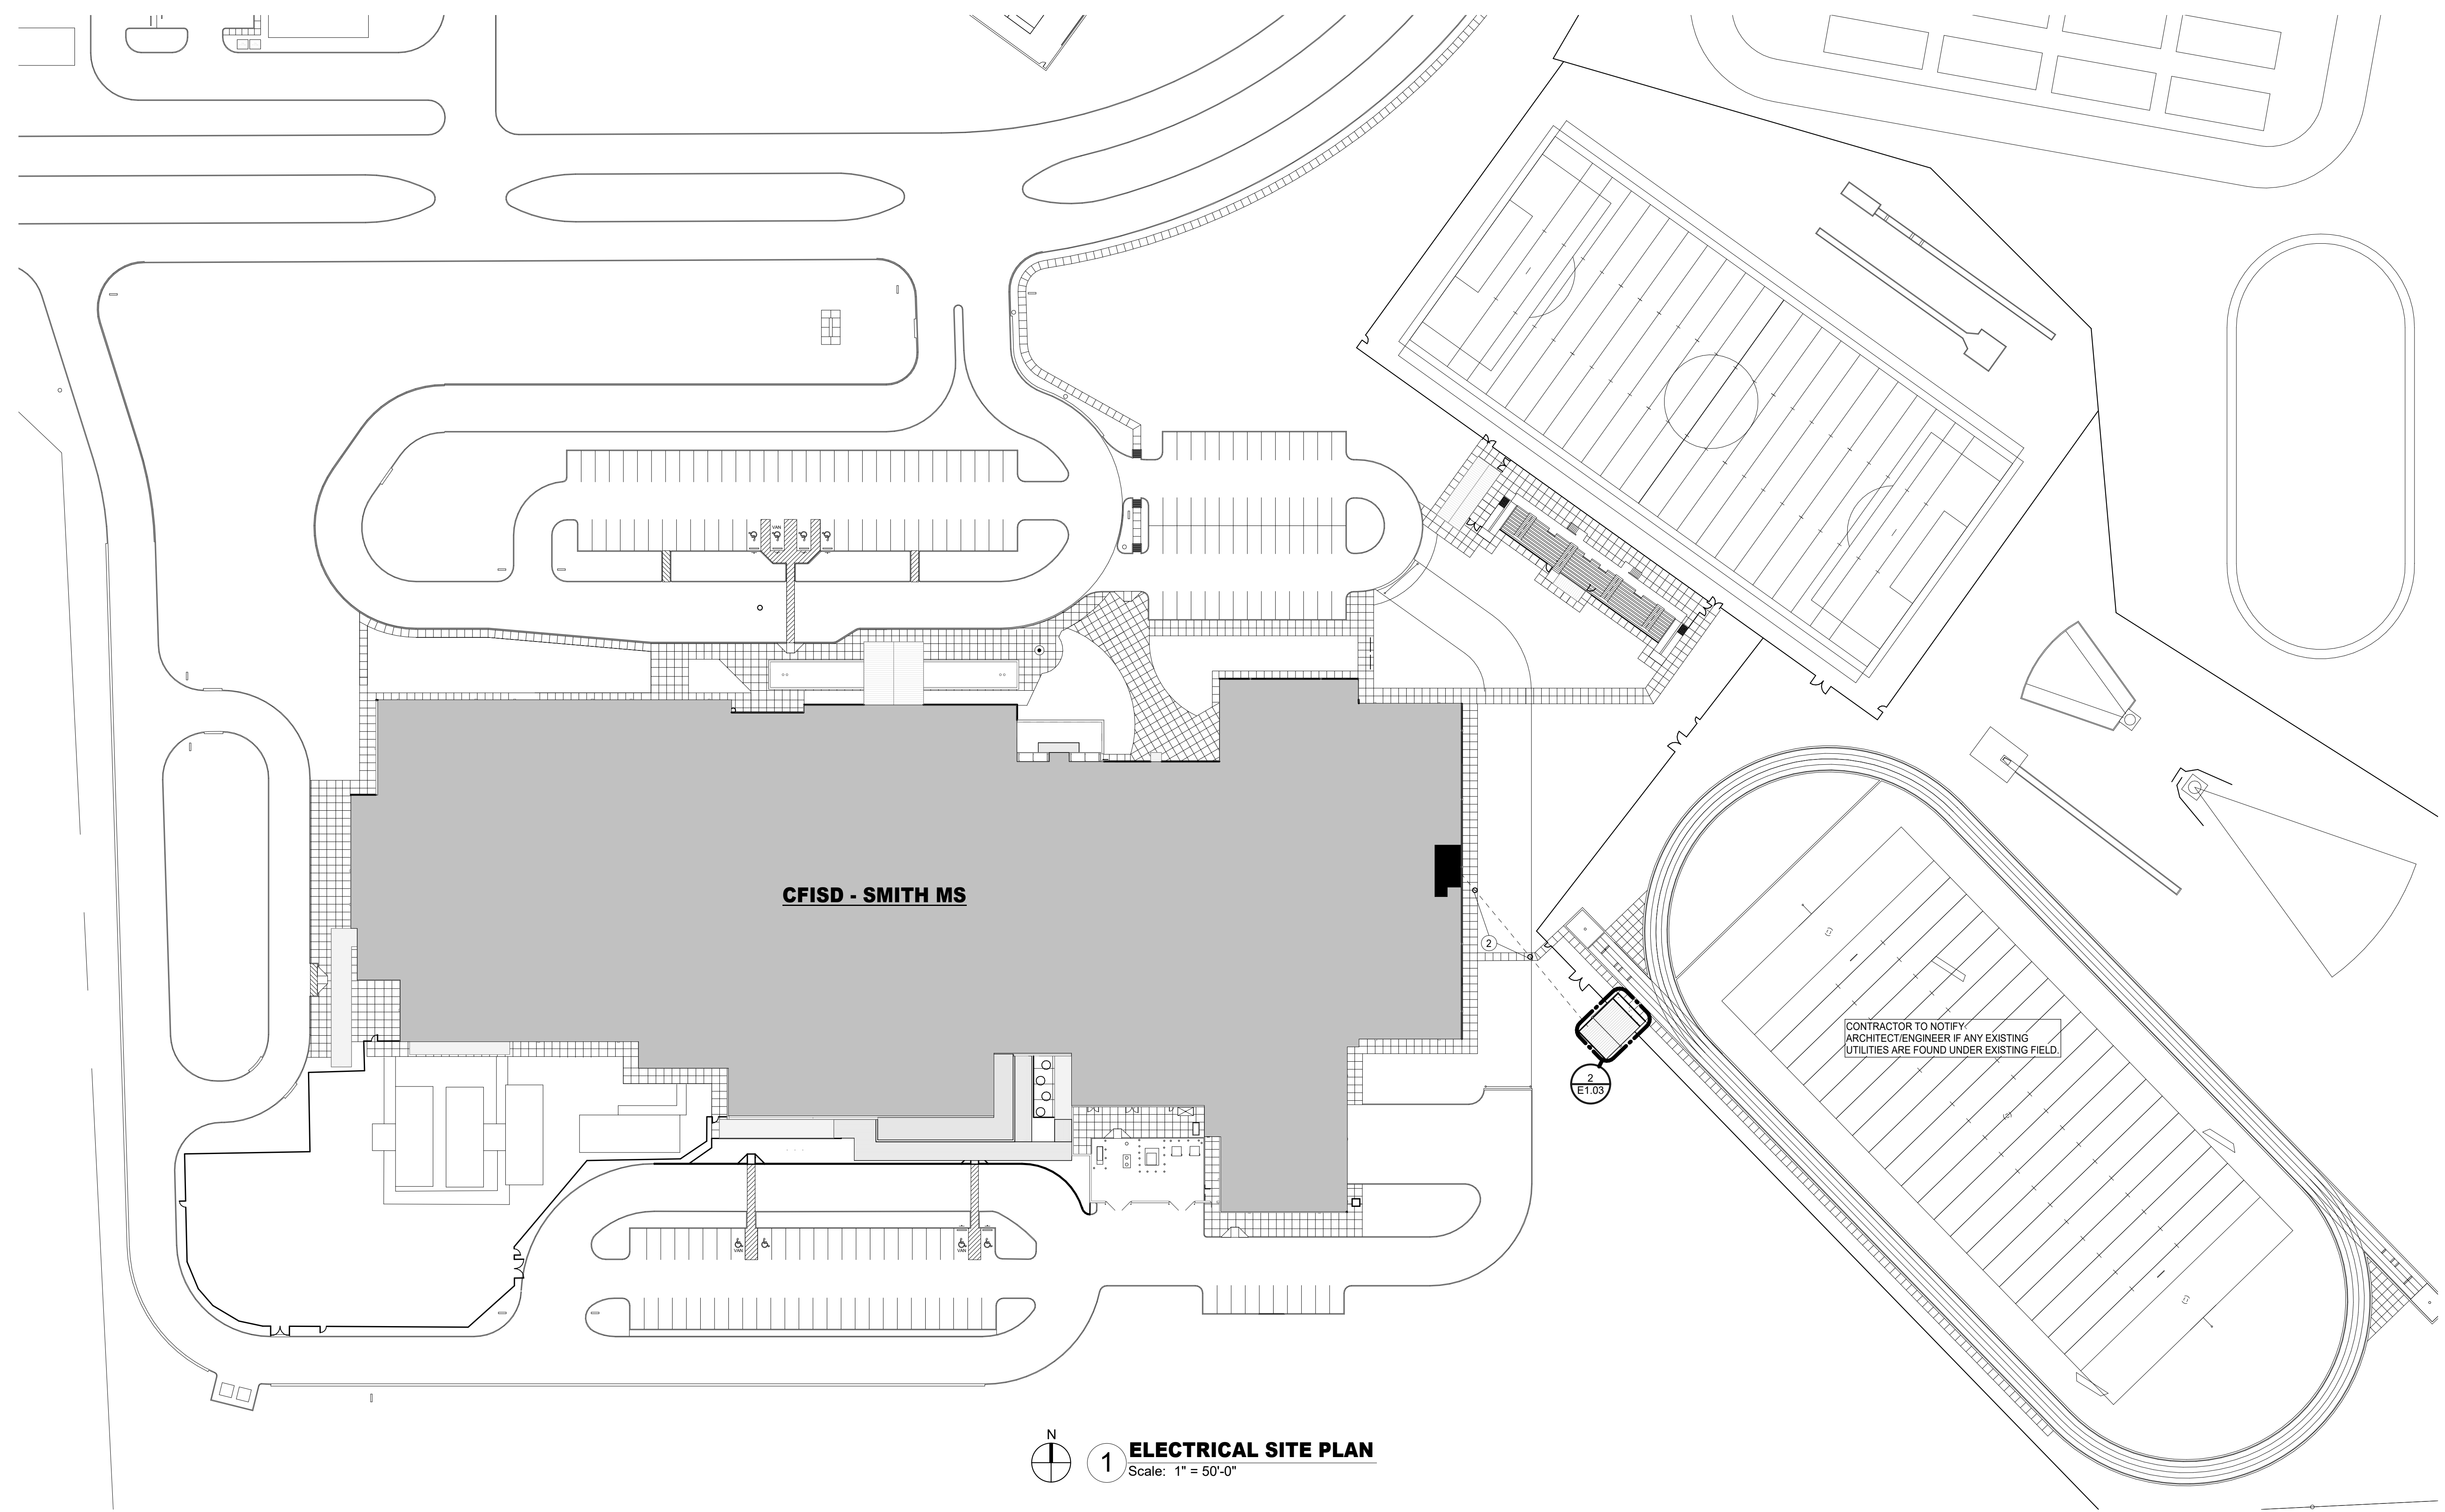 VAN
CFISD - SMITH MS
2
CONTRACTOR TO NOTIFY
ARCHITECT/ENGINEER IF ANY EXISTING
UTILITIES ARE FOUND UNDER EXISTING FIELD.
2
E1.03
VAN
VAN
N
1
ELECTRICAL SITE PLAN
Scale: 1" = 50'-0"